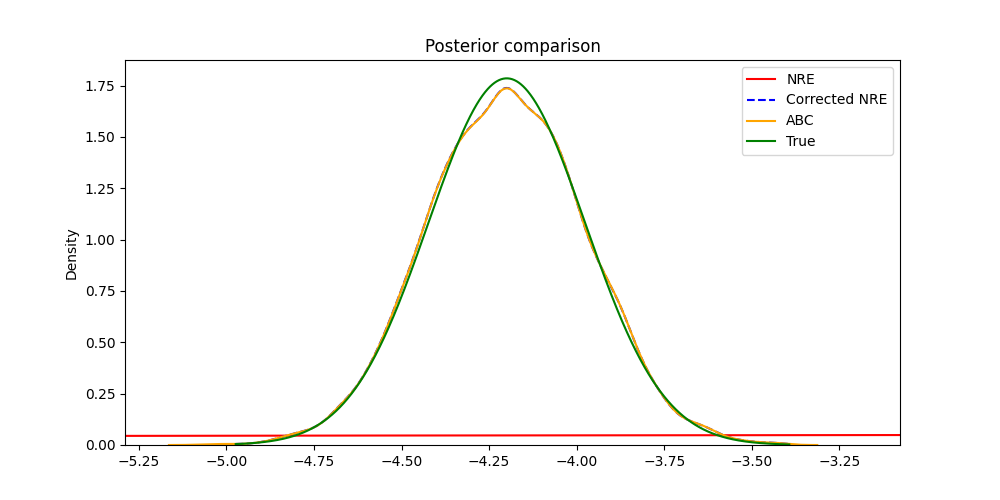 Posterior comparison
NRE
Corrected NRE
ABC
True
Density
1.75
1.50
1.25
1.00
0.75
0.50
0.25
0.00
−5.25
−5.00
−4.75
−4.50
−4.25
−4.00
−3.75
−3.50
−3.25